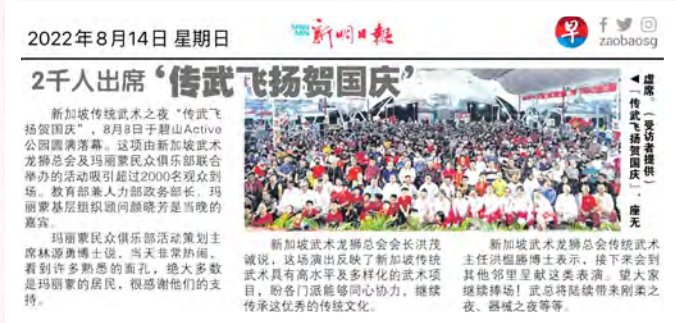 2022年8月14日 星期日
SHIN MIN
新明日報
早
zaobaosg
2千人出席‘传武飞扬贺国庆’
新加坡传统武术之夜“传武飞
扬贺国庆”，8月8日于碧山Active
公园圆满落幕。这项由新加坡武术
龙狮总会及玛丽蒙民众俱乐部联合
举办的活动吸引超过2000名观众到
场。教育部兼人力部政务部长、玛
丽蒙基层组织顾问颜晓芳是当晚的
嘉宾。
玛丽蒙民众俱乐部活动策划主
席林源勇博士说，当天非常热闹，
看到许多熟悉的面孔，绝大多数
是玛丽蒙的居民，很感谢他们的支
持。
◀「传武飞扬贺国庆」，座无
虚席。（受访者提供）
新加坡武术龙狮总会会长洪茂
诚说，这场演出反映了新加坡传统
武术具有高水平及多样化的武术项
目，盼各门派能够同心协力，继续
传承这优秀的传统文化。
新加坡武术龙狮总会传统武术
主任洪榅勝博士表示，接下来会到
其他邻里呈献这类表演。望大家
继续捧场！武总将陆续带来刚柔之
夜、器械之夜等等。